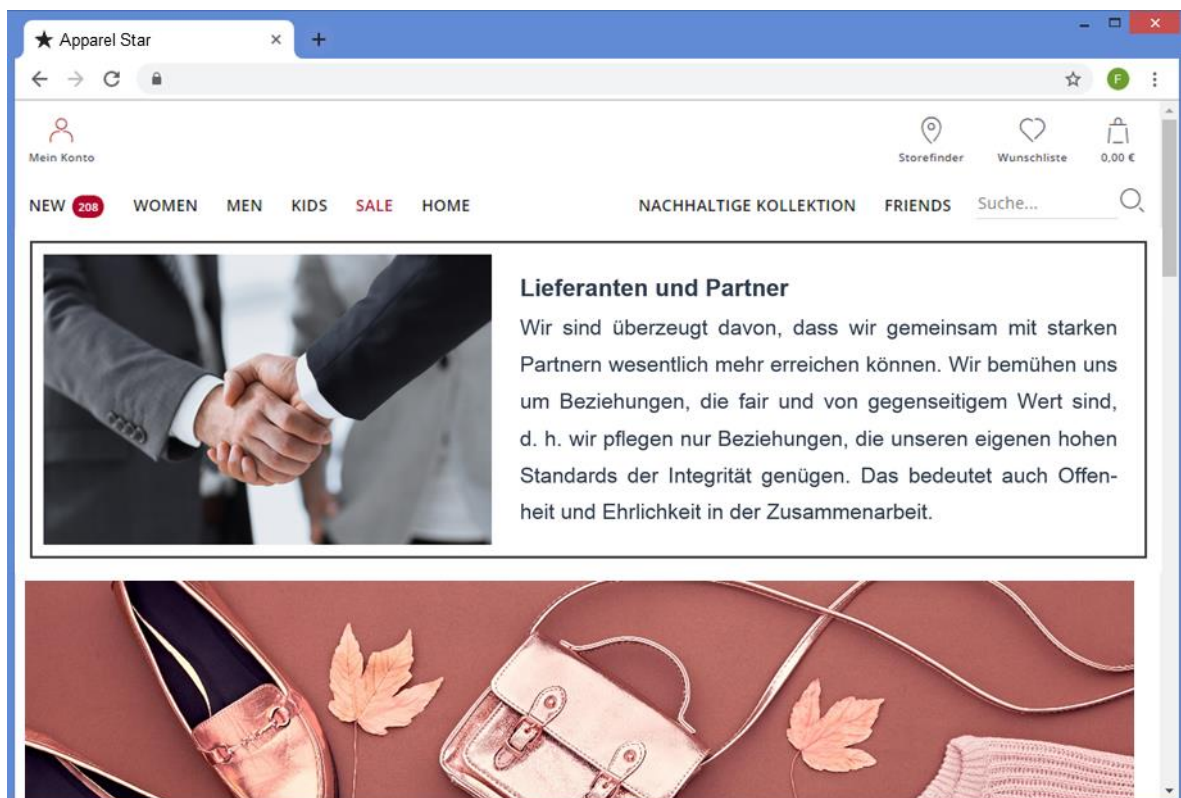 Apparel Star
F
Mein Konto
Storefinder
Wunschliste
0,00 €
NEW 208 WOMEN MEN KIDS SALE HOME NACHHALTIGE KOLLEKTION FRIENDS Suche...
Lieferanten und Partner
Wir sind überzeugt davon, dass wir gemeinsam mit starken
Partnern wesentlich mehr erreichen können. Wir bemühen uns
um Beziehungen, die fair und von gegenseitigem Wert sind,
d. h. wir pflegen nur Beziehungen, die unseren eigenen hohen
Standards der Integrität genügen. Das bedeutet auch Offen-
heit und Ehrlichkeit in der Zusammenarbeit.